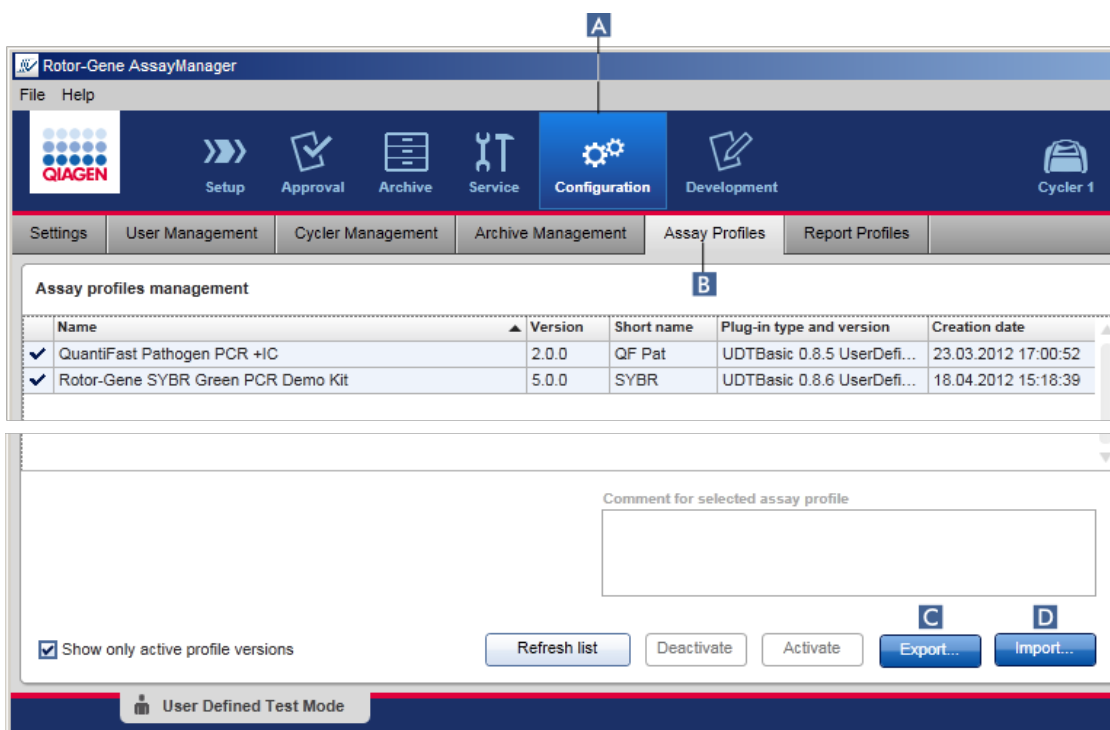 A
Rotor-Gene AssayManager
File Help
QIAGEN
Setup
Approval
Archive
Service
Configuration
Development
Cycler 1
Settings
User Management
Cycler Management
Archive Management
Assay Profiles
Report Profiles
B
Assay profiles management
Name Version Short name Plug-in type and version Creation date
QuantiFast Pathogen PCR +IC 2.0.0 QF Pat UDTBasic 0.8.5 UserDefi... 23.03.2012 17:00:52
Rotor-Gene SYBR Green PCR Demo Kit 5.0.0 SYBR UDTBasic 0.8.6 UserDefi... 18.04.2012 15:18:39
Comment for selected assay profile
C
D
Show only active profile versions
Refresh list
Deactivate
Activate
Export...
Import...
User Defined Test Mode